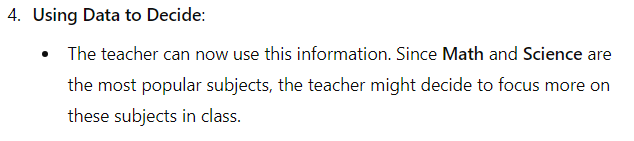 4. Using Data to Decide:
• The teacher can now use this information. Since Math and Science are
the most popular subjects, the teacher might decide to focus more on
these subjects in class.